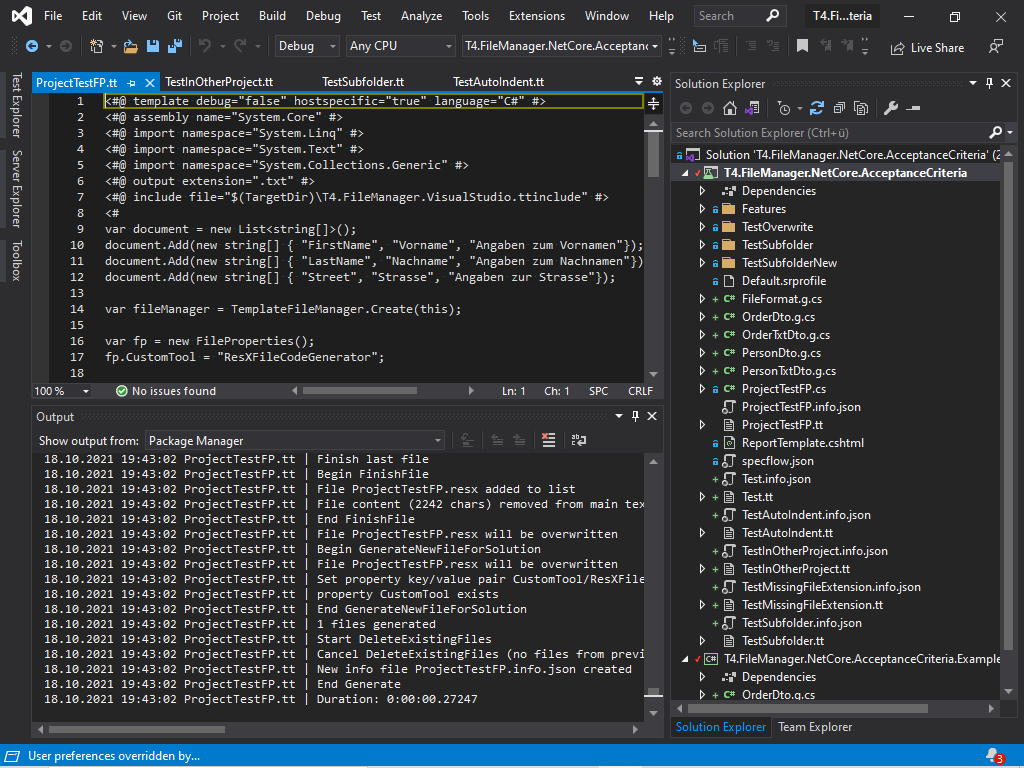 File Edit View Git Project Build Debug Test Analyze Tools Extensions Window Help Search T4.Fi...teria
Debug Any CPU T4.FileManager.NetCore.Acceptanc Live Share
Test Explorer
Server Explorer
Toolbox
ProjectTestFP.tt TestInOtherProject.tt TestSubfolder.tt TestAutoIndent.tt
1 <#@ template debug="false" hostspecific="true" language="C#" #>
2 <#@ assembly name="System.Core" #>
3 <#@ import namespace="System.Linq" #>
4 <#@ import namespace="System.Text" #>
5 <#@ import namespace="System.Collections.Generic" #>
6 <#@ output extension=".txt" #>
7 <#@ include file="$(TargetDir)\T4.FileManager.VisualStudio.ttinclude" #>
8 <#
9 var document = new List<string[]>();
10 document.Add(new string[] { "FirstName", "Vorname", "Angaben zum Vornamen"});
11 document.Add(new string[] { "LastName", "Nachname", "Angaben zum Nachnamen"})
12 document.Add(new string[] { "Street", "Strasse", "Angaben zur Strasse"});
13
14 var fileManager = TemplateFileManager.Create(this);
15
16 var fp = new FileProperties();
17 fp.CustomTool = "ResXFileCodeGenerator";
18
100 % No issues found Ln: 1 Ch: 1 SPC CRLF
Output
Show output from: Package Manager
18.10.2021 19:43:02 ProjectTestFP.tt | Finish last file
18.10.2021 19:43:02 ProjectTestFP.tt | Begin FinishFile
18.10.2021 19:43:02 ProjectTestFP.tt | File ProjectTestFP.resx added to list
18.10.2021 19:43:02 ProjectTestFP.tt | File content (2242 chars) removed from main tex
18.10.2021 19:43:02 ProjectTestFP.tt | End FinishFile
18.10.2021 19:43:02 ProjectTestFP.tt | File ProjectTestFP.resx will be overwritten
18.10.2021 19:43:02 ProjectTestFP.tt | Begin GenerateNewFileForSolution
18.10.2021 19:43:02 ProjectTestFP.tt | File ProjectTestFP.resx will be overwritten
18.10.2021 19:43:02 ProjectTestFP.tt | Set property key/value pair CustomTool/ResXFile
18.10.2021 19:43:02 ProjectTestFP.tt | property CustomTool exists
18.10.2021 19:43:02 ProjectTestFP.tt | End GenerateNewFileForSolution
18.10.2021 19:43:02 ProjectTestFP.tt | 1 files generated
18.10.2021 19:43:02 ProjectTestFP.tt | Start DeleteExistingFiles
18.10.2021 19:43:02 ProjectTestFP.tt | Cancel DeleteExistingFiles (no files from previ
18.10.2021 19:43:02 ProjectTestFP.tt | New info file ProjectTestFP.info.json created
18.10.2021 19:43:02 ProjectTestFP.tt | End Generate
18.10.2021 19:43:02 ProjectTestFP.tt | Duration: 0:00:00.27247
Solution Explorer
Search Solution Explorer (Ctrl+ü)
Solution 'T4.FileManager.NetCore.AcceptanceCriteria' (2
T4.FileManager.NetCore.AcceptanceCriteria
Dependencies
Features
TestOverwrite
TestSubfolder
TestSubfolderNew
Default.srprofile
+ C# FileFormat.g.cs
+ C# OrderDto.g.cs
+ C# OrderTxtDto.g.cs
+ C# PersonDto.g.cs
+ C# PersonTxtDto.g.cs
C# ProjectTestFP.cs
ProjectTestFP.info.json
ProjectTestFP.tt
ReportTemplate.cshtml
specflow.json
+ Test.info.json
+ Test.tt
+ TestAutoIndent.info.json
TestAutoIndent.tt
+ TestInOtherProject.info.json
+ TestInOtherProject.tt
+ TestMissingFileExtension.info.json
+ TestMissingFileExtension.tt
+ TestSubfolder.info.json
TestSubfolder.tt
C# T4.FileManager.NetCore.AcceptanceCriteria.Example
Dependencies
+ C# OrderDto.g.cs
Solution Explorer Team Explorer
User preferences overridden by... 3